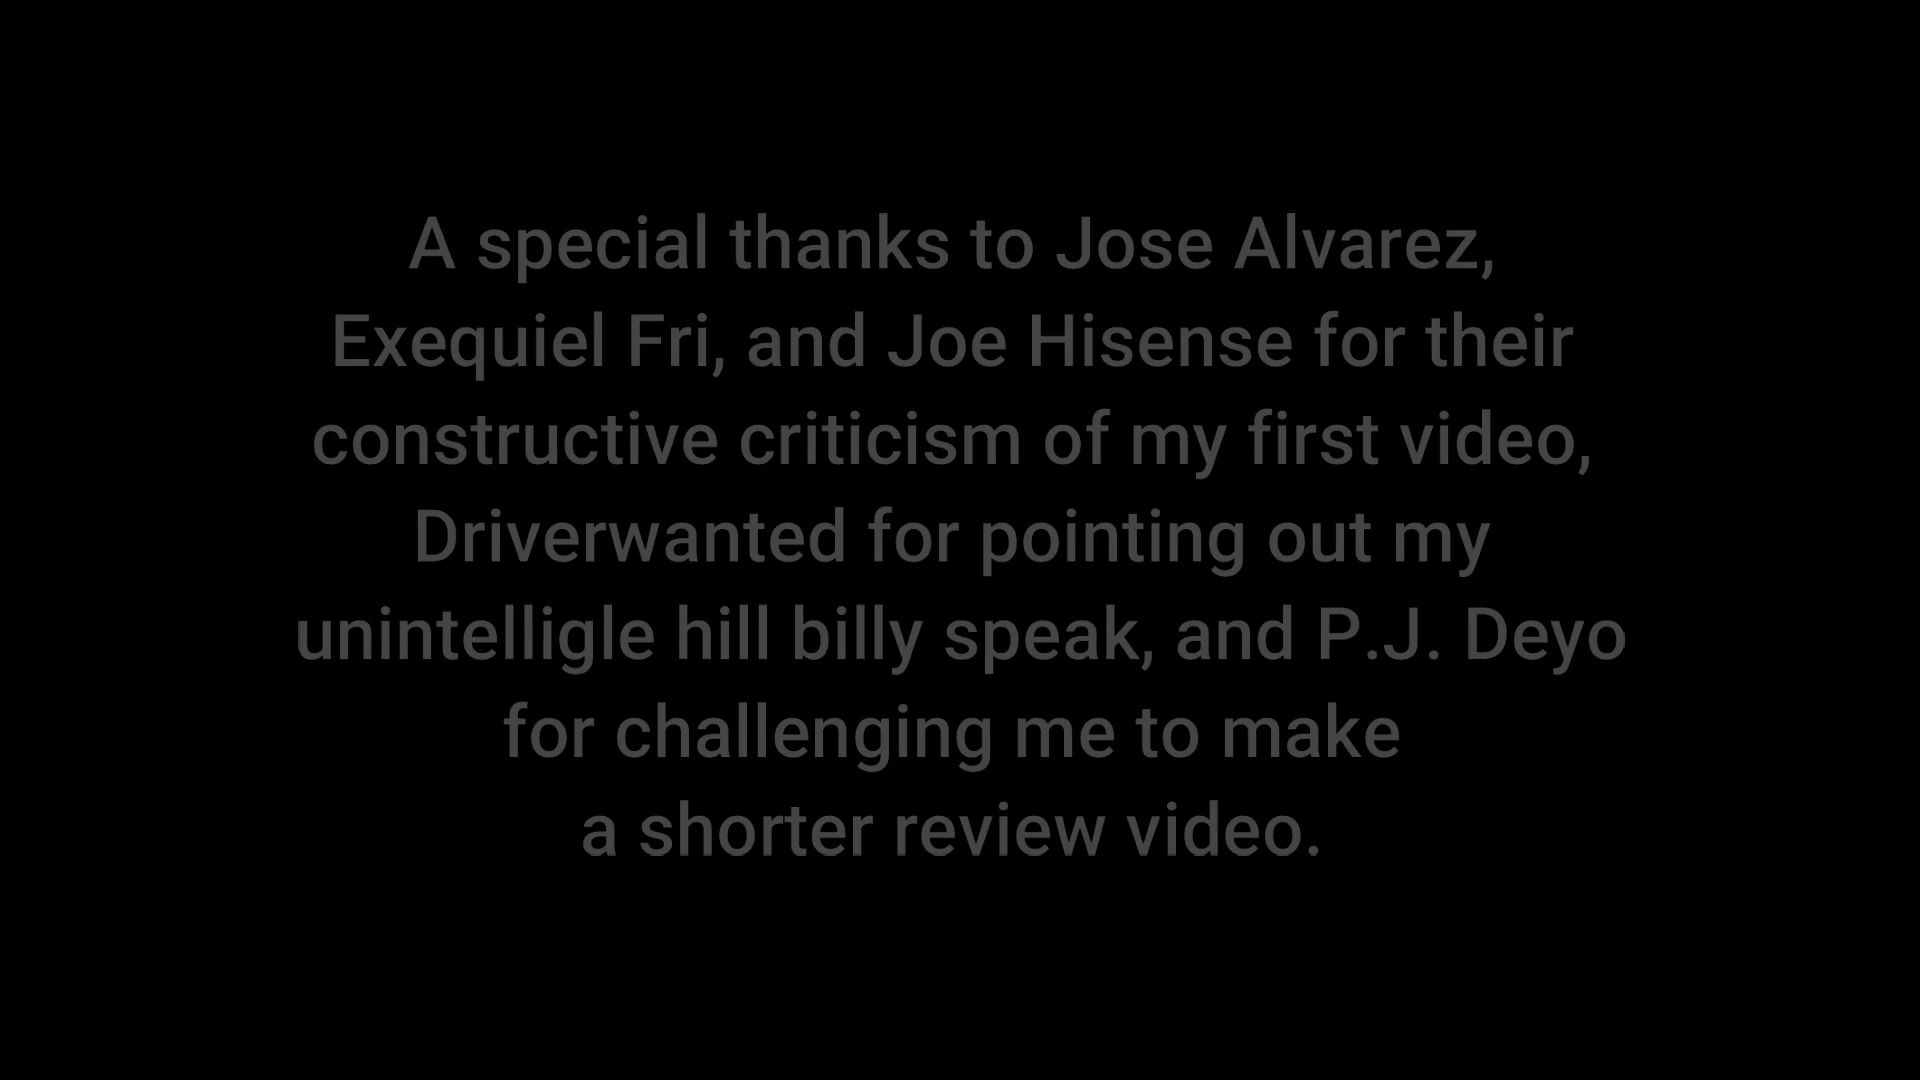 A special thanks to Jose Alvarez,
Exequiel Fri, and Joe Hisense for their
constructive criticism of my first video,
Driverwanted for pointing out my
unintelligle hill billy speak, and P.J. Deyo
for challenging me to make
a shorter review video.